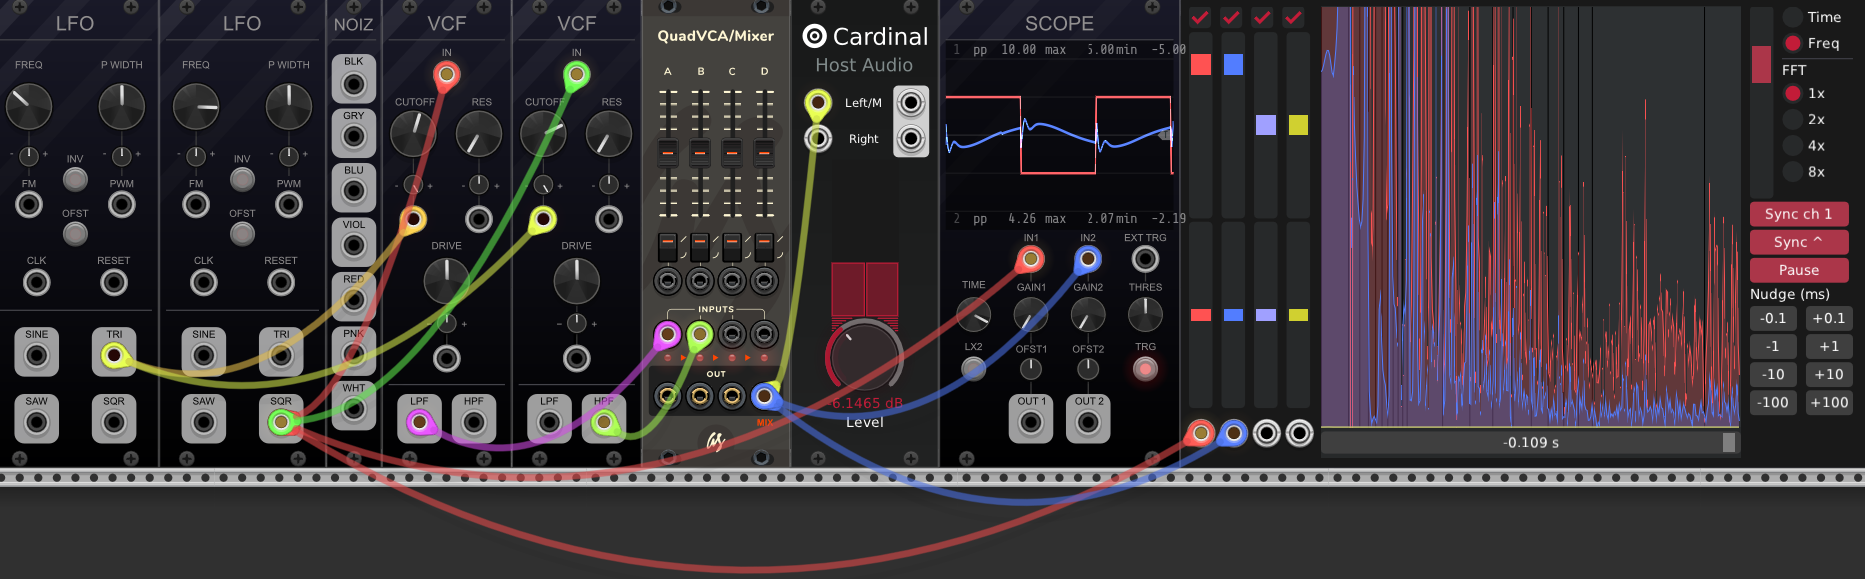 LFO
FREQ
P WIDTH
- +
INV
FM
PWM
OFST
CLK
RESET
SINE
TRI
SAW
SQR
LFO
FREQ
P WIDTH
- +
INV
FM
PWM
OFST
CLK
RESET
SINE
TRI
SAW
SQR
NOIZ
BLK
GRY
BLU
VIOL
RED
PNK
WHT
VCF
IN
CUTOFF
RES
- +
- +
DRIVE
- +
LPF
HPF
VCF
IN
CUTOFF
RES
- +
- +
DRIVE
- +
LPF
HPF
QuadVCA/Mixer
A B C D
INPUTS
OUT
MIX
Cardinal
Host Audio
Left/M
Right
-6.1465 dB
Level
SCOPE
1 pp 10.00 max 5.00min -5.00
2 pp 4.26 max 2.07min -2.19
IN1
IN2
EXT TRG
TIME
GAIN1
GAIN2
THRES
LX2
OFST1
OFST2
TRG
OUT 1
OUT 2
-0.109 s
Time
Freq
FFT
1x
2x
4x
8x
Sync ch 1
Sync ^
Pause
Nudge (ms)
-0.1 +0.1
-1 +1
-10 +10
-100 +100